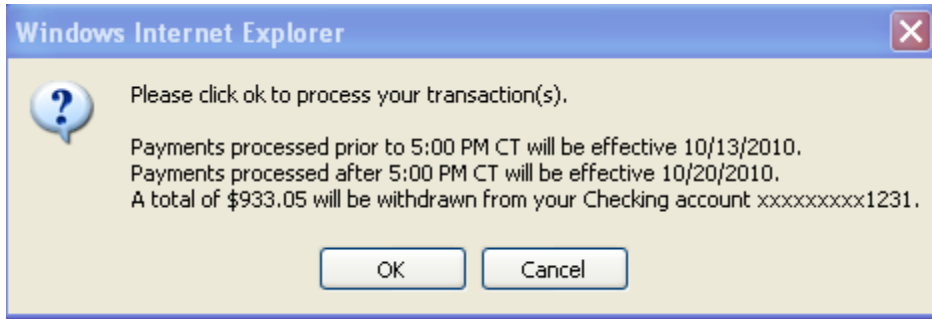 Windows Internet Explorer
?
Please click ok to process your transaction(s).
Payments processed prior to 5:00 PM CT will be effective 10/13/2010.
Payments processed after 5:00 PM CT will be effective 10/20/2010.
A total of $933.05 will be withdrawn from your Checking account xxxxxxxxx1231.
OK Cancel